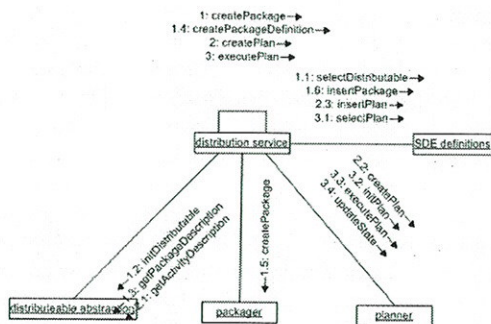 1: createPackage
1.4: createPackageDefinition
2: createPlan
3: executePlan
1.1: selectDistributable
1.6: insertPackage
2.3: insertPlan
3.1: selectPlan
distribution service
SDE definitions
2.2: createPlan
3.2: initPlan
3.3: executePlan
3.4: updateState
1.2: initDistributable
1.3: getPackageDescription
2.1: getActivityDescription
1.5: createPackage
distributeable abstraction
packager
planner